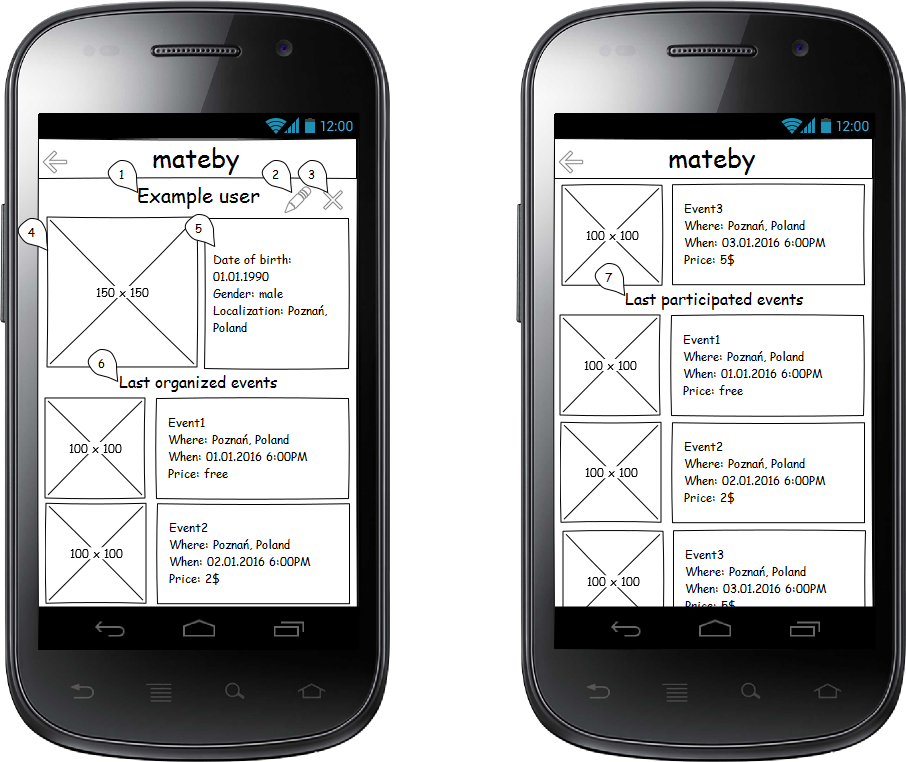 12:00
mateby
1
2
3
Example user
4
5
150 x 150
Date of birth:
01.01.1990
Gender: male
Localization: Poznań,
Poland
6
Last organized events
100 x 100
Event1
Where: Poznań, Poland
When: 01.01.2016 6:00PM
Price: free
100 x 100
Event2
Where: Poznań, Poland
When: 02.01.2016 6:00PM
Price: 2$
12:00
mateby
100 x 100
Event3
Where: Poznań, Poland
When: 03.01.2016 6:00PM
Price: 5$
7
Last participated events
100 x 100
Event1
Where: Poznań, Poland
When: 01.01.2016 6:00PM
Price: free
100 x 100
Event2
Where: Poznań, Poland
When: 02.01.2016 6:00PM
Price: 2$
100 x 100
Event3
Where: Poznań, Poland
When: 03.01.2016 6:00PM
Price: 5$